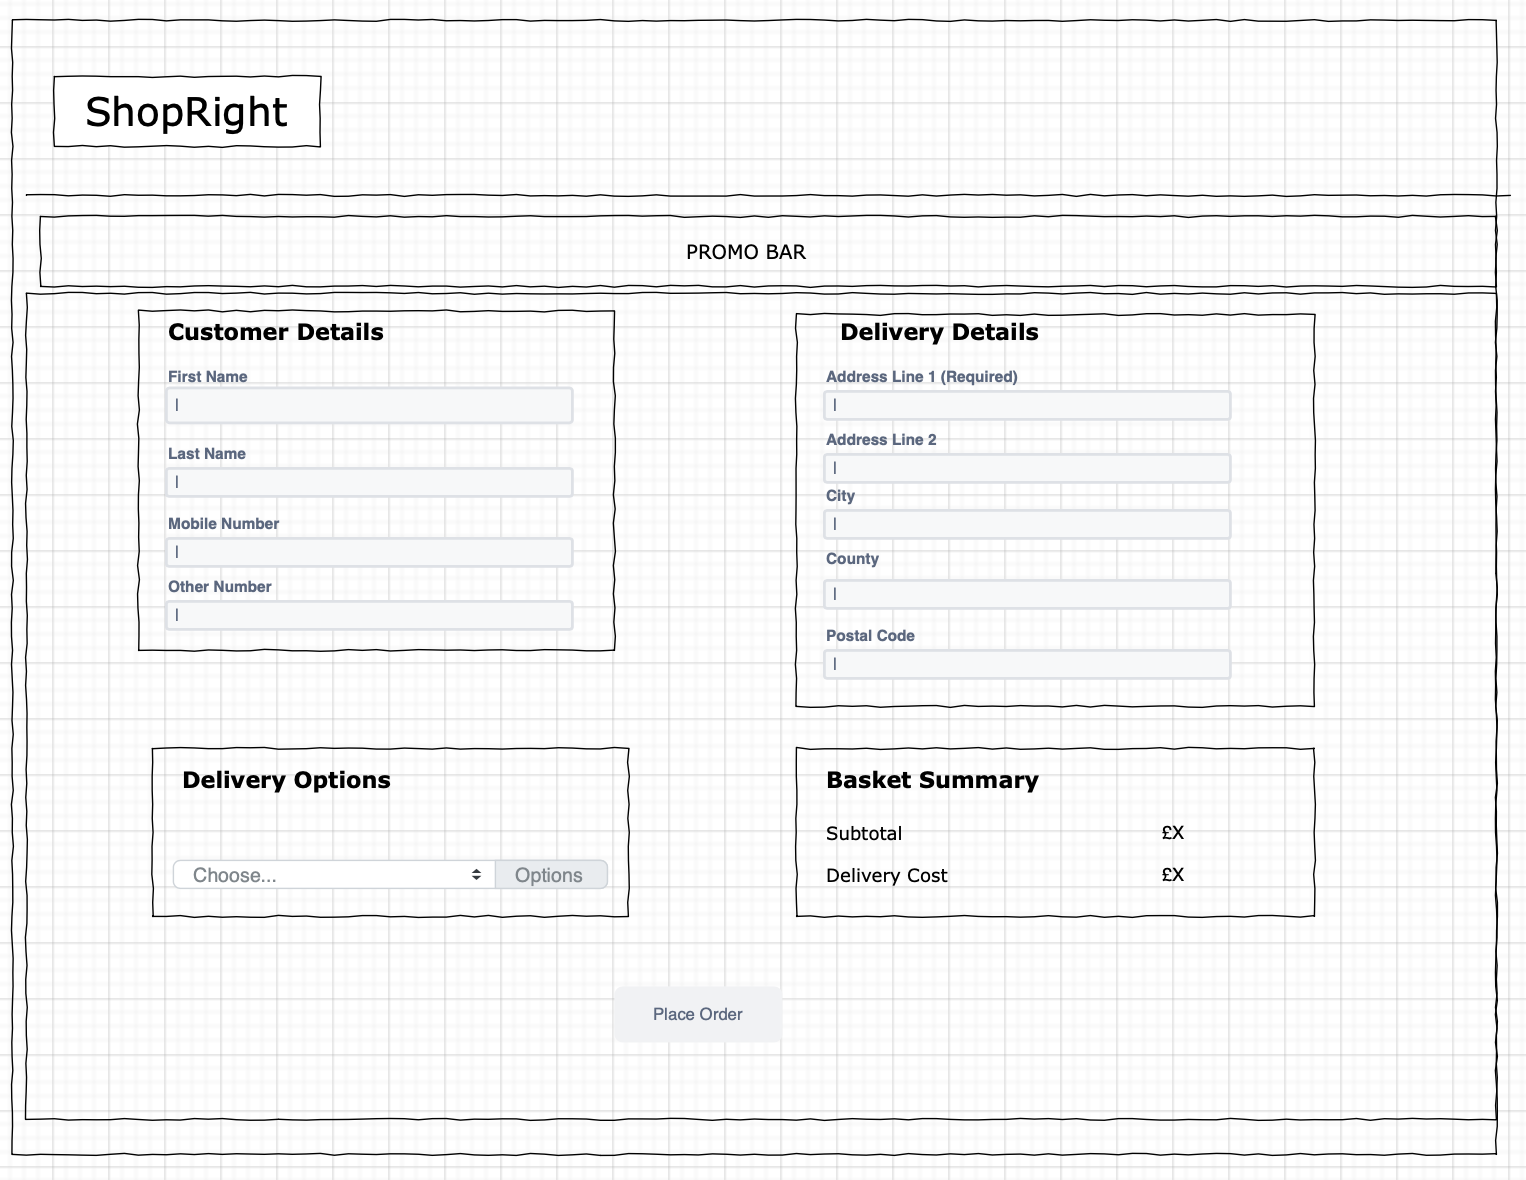 ShopRight
PROMO BAR
Customer Details
First Name
Last Name
Mobile Number
Other Number
Delivery Details
Address Line 1 (Required)
Address Line 2
City
County
Postal Code
Delivery Options
Choose... Options
Basket Summary
Subtotal £X
Delivery Cost £X
Place Order